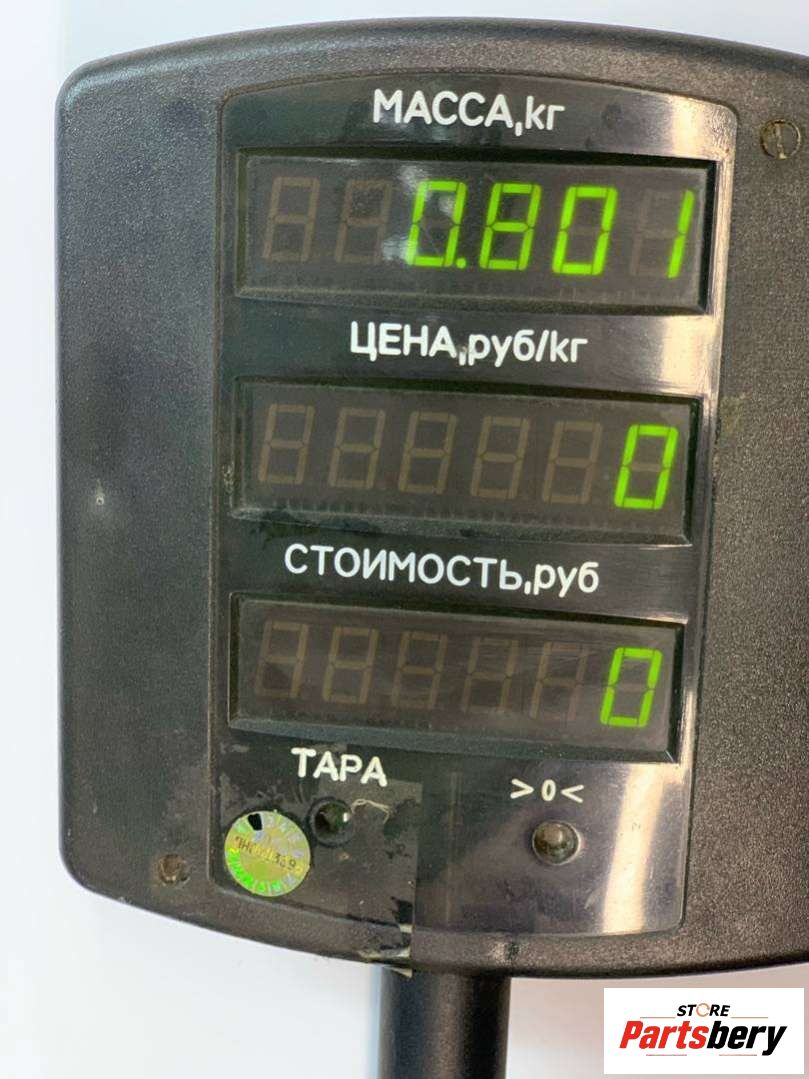 МАССА,кг
0.801
ЦЕНА,руб/кг
0
СТОИМОСТЬ,руб
0
ТАРА
>0<
STORE
Partsbery